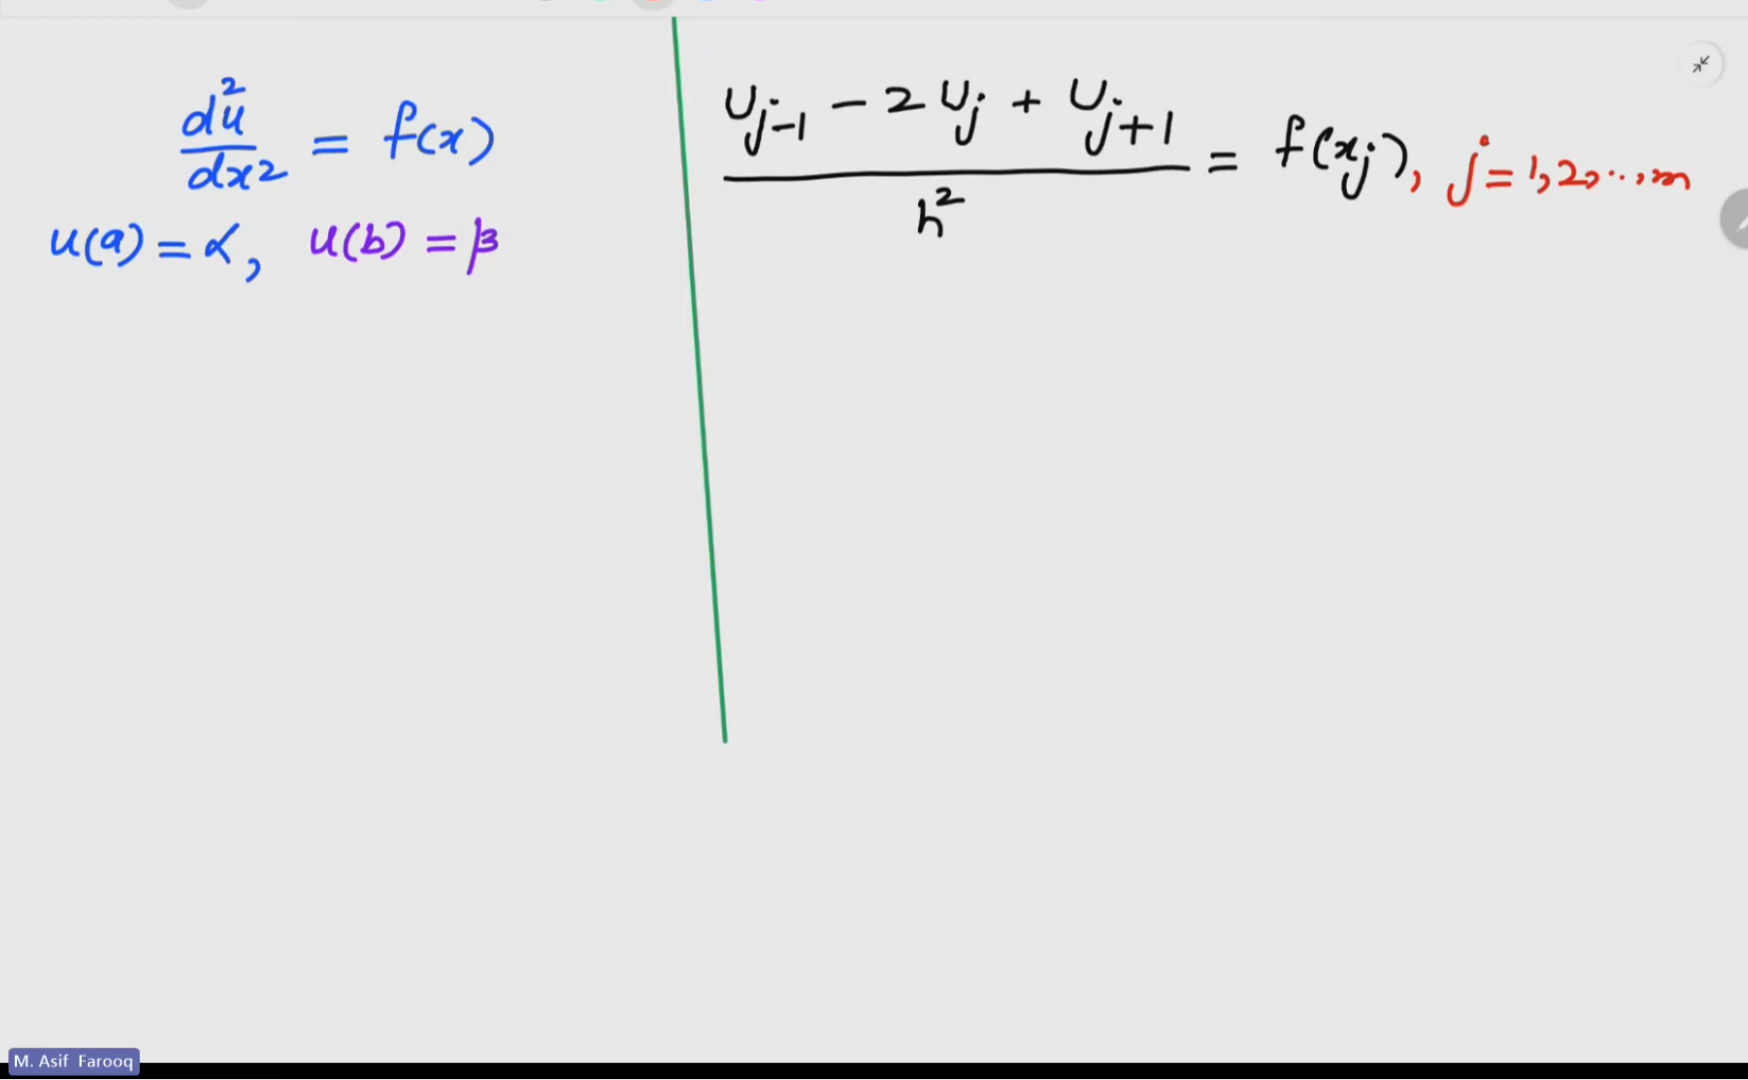 d²u/dx² = f(x)
u(a) = α, u(b) = β
(U_{j-1} - 2U_j + U_{j+1})/h² = f(x_j), j = 1, 2, ..., m
M. Asif Farooq